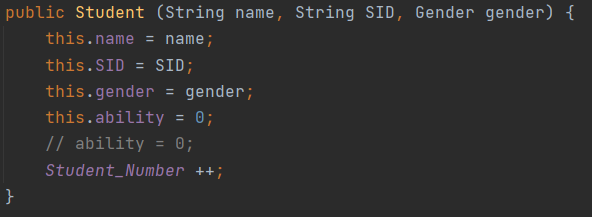 public Student (String name, String SID, Gender gender) {
this.name = name;
this.SID = SID;
this.gender = gender;
this.ability = 0;
// ability = 0;
Student_Number ++;
}